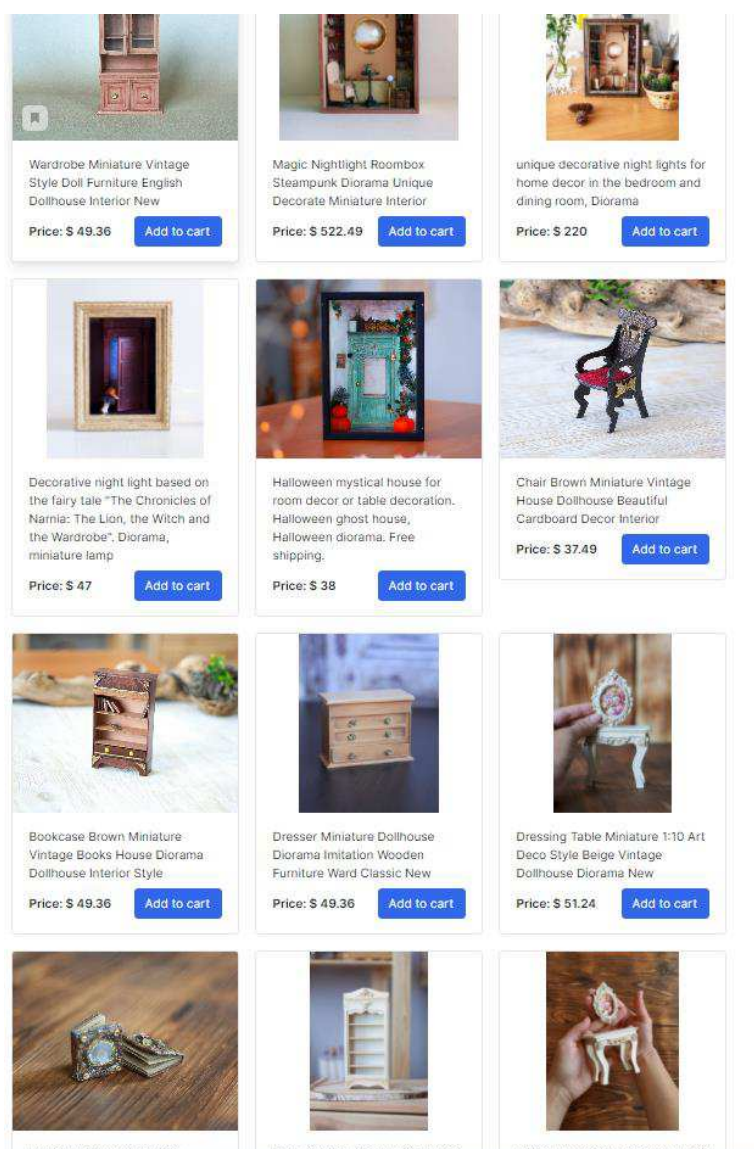 Wardrobe Miniature Vintage
Style Doll Furniture English
Dollhouse Interior New
Price: $ 49.36
Add to cart
Magic Nightlight Roombox
Steampunk Diorama Unique
Decorate Miniature Interior
Price: $ 522.49
Add to cart
unique decorative night lights for
home decor in the bedroom and
dining room, Diorama
Price: $ 220
Add to cart
Decorative night light based on
the fairy tale "The Chronicles of
Narnia: The Lion, the Witch and
the Wardrobe". Diorama,
miniature lamp
Price: $ 47
Add to cart
Halloween mystical house for
room decor or table decoration.
Halloween ghost house,
Halloween diorama. Free
shipping.
Price: $ 38
Add to cart
Chair Brown Miniature Vintage
House Dollhouse Beautiful
Cardboard Decor Interior
Price: $ 37.49
Add to cart
Bookcase Brown Miniature
Vintage Books House Diorama
Dollhouse Interior Style
Price: $ 49.36
Add to cart
Dresser Miniature Dollhouse
Diorama Imitation Wooden
Furniture Ward Classic New
Price: $ 49.36
Add to cart
Dressing Table Miniature 1:10 Art
Deco Style Beige Vintage
Dollhouse Diorama New
Price: $ 51.24
Add to cart